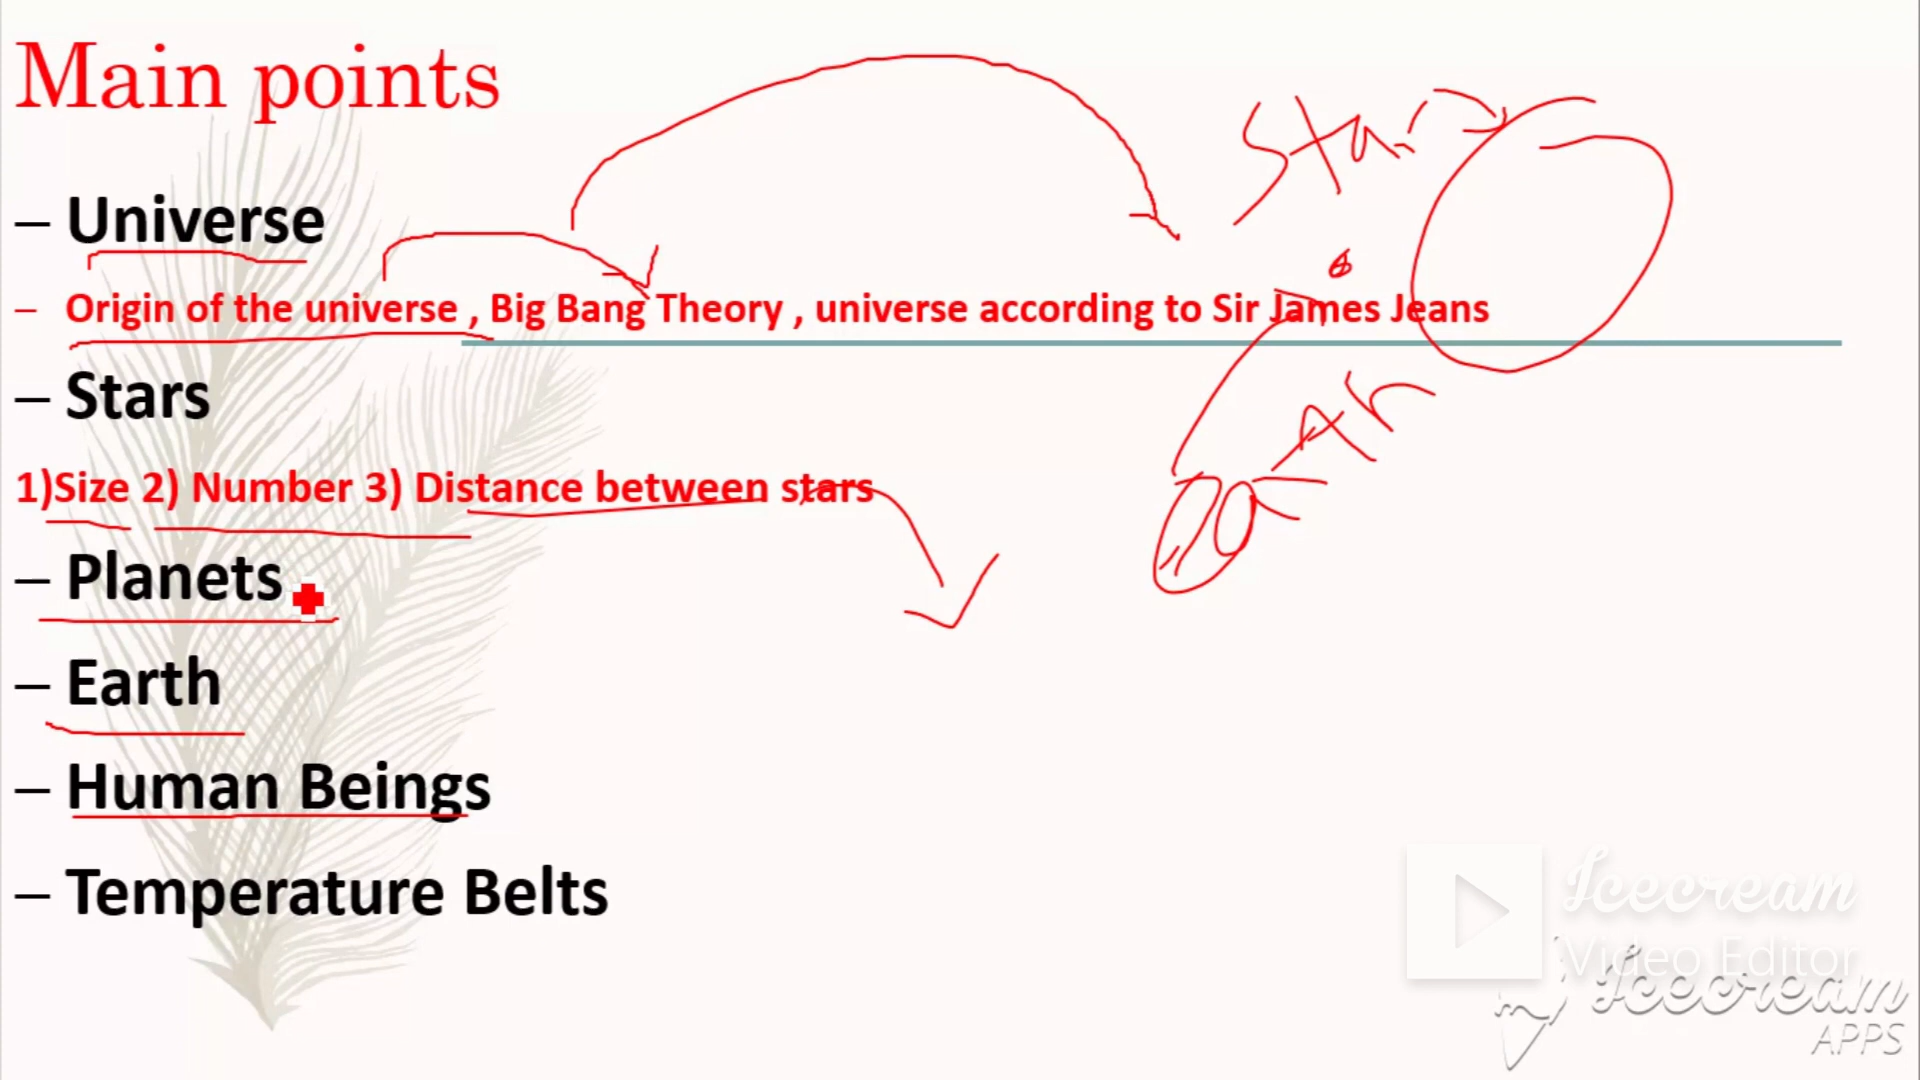 Main points
– Universe
– Origin of the universe , Big Bang Theory , universe according to Sir James Jeans
– Stars
1)Size 2) Number 3) Distance between stars
– Planets
– Earth
– Human Beings
– Temperature Belts
Star
Icecream
Video Editor
Icecream
APPS